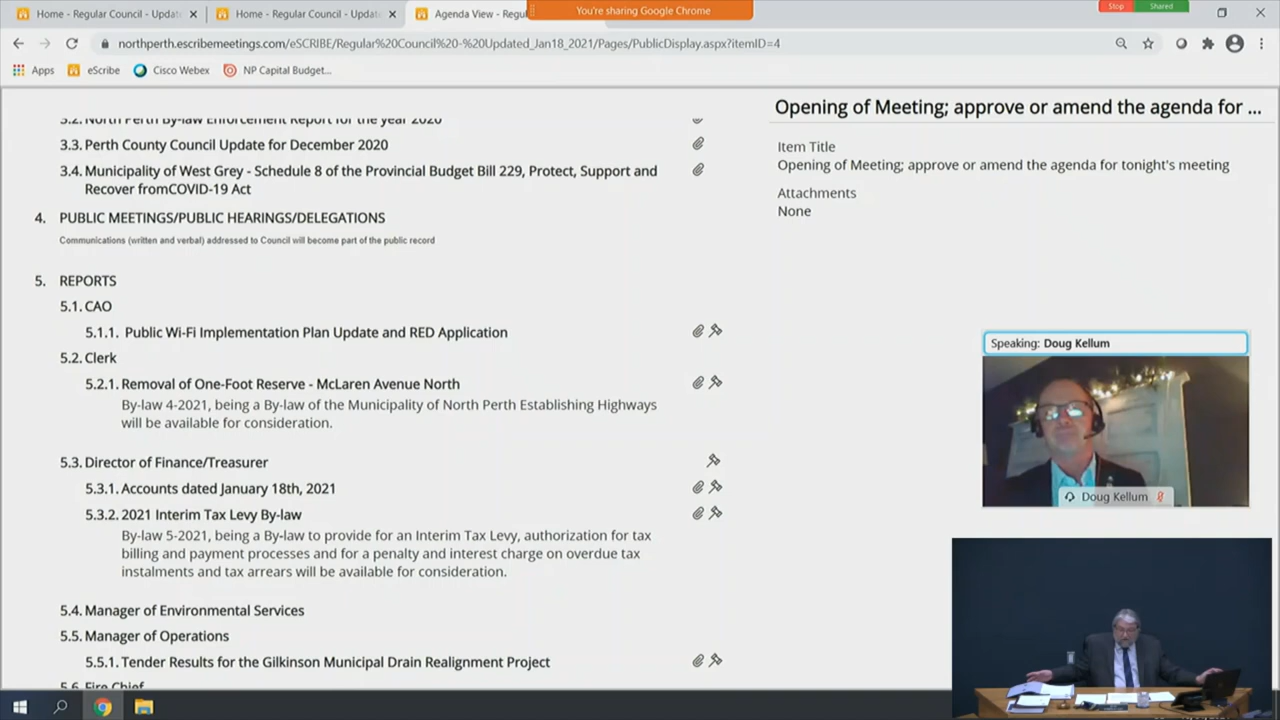 Home - Regular Council - Update
Home - Regular Council - Update
Agenda View - Regu
You're sharing Google Chrome
Stop
Shared
northperth.escribemeetings.com/eSCRIBE/Regular%20Council%20-%20Updated_Jan18_2021/Pages/PublicDisplay.aspx?itemID=4
Apps
eScribe
Cisco Webex
NP Capital Budget...
3.2. North Perth By-law Enforcement Report for the year 2020
3.3. Perth County Council Update for December 2020
3.4. Municipality of West Grey - Schedule 8 of the Provincial Budget Bill 229, Protect, Support and
Recover fromCOVID-19 Act
4. PUBLIC MEETINGS/PUBLIC HEARINGS/DELEGATIONS
Communications (written and verbal) addressed to Council will become part of the public record
5. REPORTS
5.1. CAO
5.1.1. Public Wi-Fi Implementation Plan Update and RED Application
5.2. Clerk
5.2.1. Removal of One-Foot Reserve - McLaren Avenue North
By-law 4-2021, being a By-law of the Municipality of North Perth Establishing Highways
will be available for consideration.
5.3. Director of Finance/Treasurer
5.3.1. Accounts dated January 18th, 2021
5.3.2. 2021 Interim Tax Levy By-law
By-law 5-2021, being a By-law to provide for an Interim Tax Levy, authorization for tax
billing and payment processes and for a penalty and interest charge on overdue tax
instalments and tax arrears will be available for consideration.
5.4. Manager of Environmental Services
5.5. Manager of Operations
5.5.1. Tender Results for the Gilkinson Municipal Drain Realignment Project
5.6. Fire Chief
Opening of Meeting; approve or amend the agenda for ...
Item Title
Opening of Meeting; approve or amend the agenda for tonight's meeting
Attachments
None
Speaking: Doug Kellum
Doug Kellum